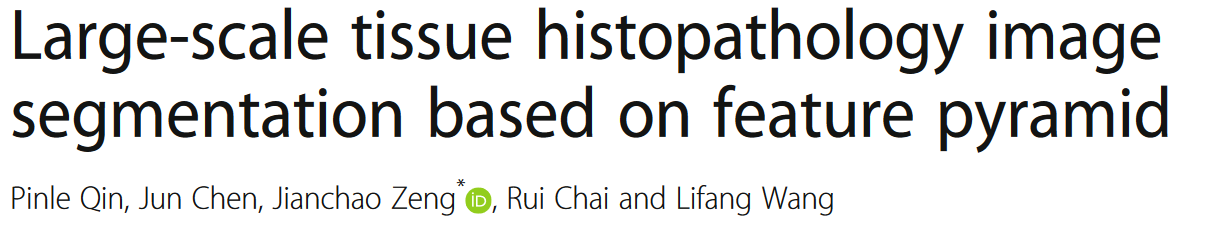 Large-scale tissue histopathology image
segmentation based on feature pyramid
Pinle Qin, Jun Chen, Jianchao Zeng* iD, Rui Chai and Lifang Wang